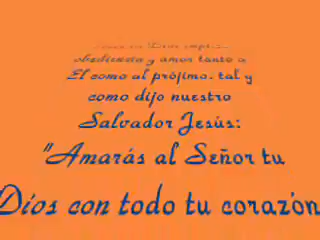 Dios
obediencia y amor tanto a
El como al prójimo. tal y
como dijo nuestro
Salvador Jesús:
"Amarás al Señor tu
Dios con todo tu corazón